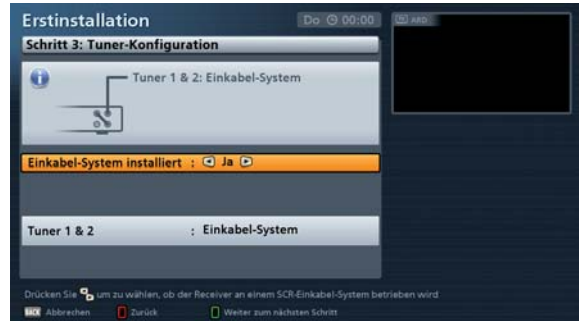 Erstinstallation
Do 00:00
ARD
Schritt 3: Tuner-Konfiguration
Tuner 1 & 2: Einkabel-System
Einkabel-System installiert : Ja
Tuner 1 & 2 : Einkabel-System
Drücken Sie um zu wählen, ob der Receiver an einem SCR-Einkabel-System betrieben wird
BACK Abbrechen Zurück Weiter zum nächsten Schritt